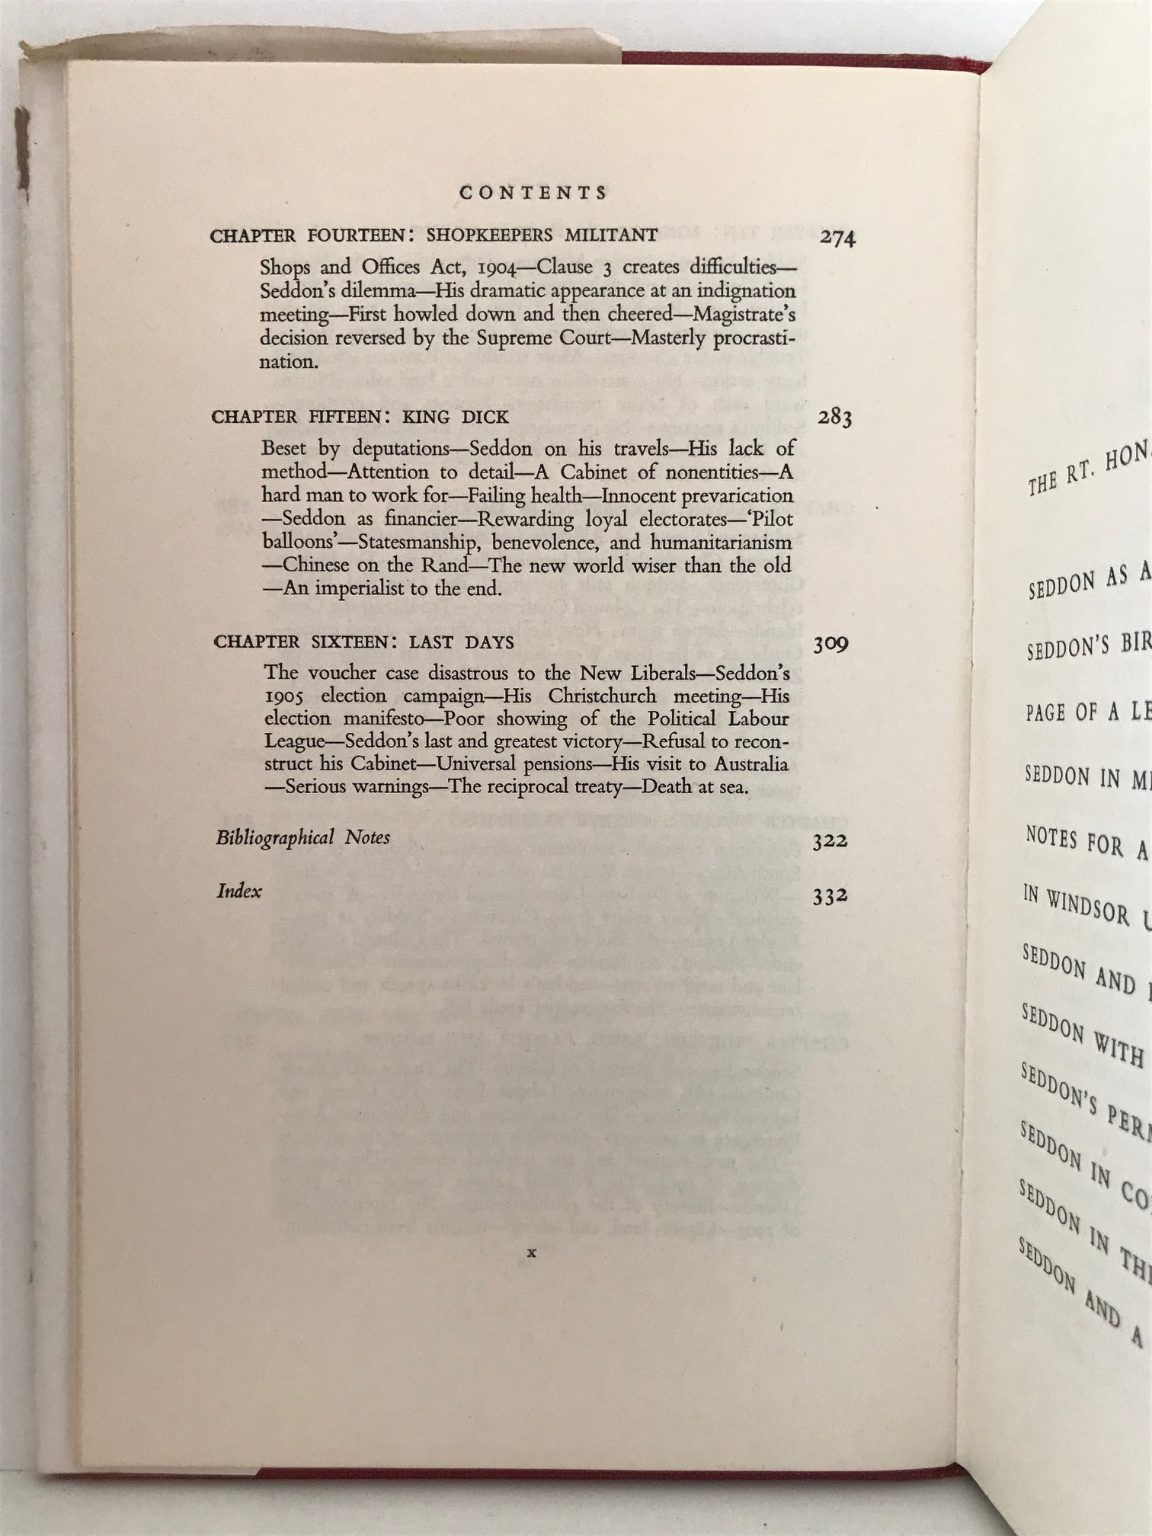 CONTENTS
CHAPTER FOURTEEN: SHOPKEEPERS MILITANT 274
Shops and Offices Act, 1904—Clause 3 creates difficulties—
Seddon's dilemma—His dramatic appearance at an indignation
meeting—First howled down and then cheered—Magistrate's
decision reversed by the Supreme Court—Masterly procrasti-
nation.
CHAPTER FIFTEEN: KING DICK 283
Beset by deputations—Seddon on his travels—His lack of
method—Attention to detail—A Cabinet of nonentities—A
hard man to work for—Failing health—Innocent prevarication
—Seddon as financier—Rewarding loyal electorates—'Pilot
balloons'—Statesmanship, benevolence, and humanitarianism
—Chinese on the Rand—The new world wiser than the old
—An imperialist to the end.
CHAPTER SIXTEEN: LAST DAYS 309
The voucher case disastrous to the New Liberals—Seddon's
1905 election campaign—His Christchurch meeting—His
election manifesto—Poor showing of the Political Labour
League—Seddon's last and greatest victory—Refusal to recon-
struct his Cabinet—Universal pensions—His visit to Australia
—Serious warnings—The reciprocal treaty—Death at sea.
Bibliographical Notes 322
Index 332
x
THE RT. HON.
SEDDON AS A
SEDDON'S BIR
PAGE OF A LE
SEDDON IN MI
NOTES FOR A
IN WINDSOR U
SEDDON AND
SEDDON WITH
SEDDON'S PER
SEDDON IN CO
SEDDON IN THE
SEDDON AND A